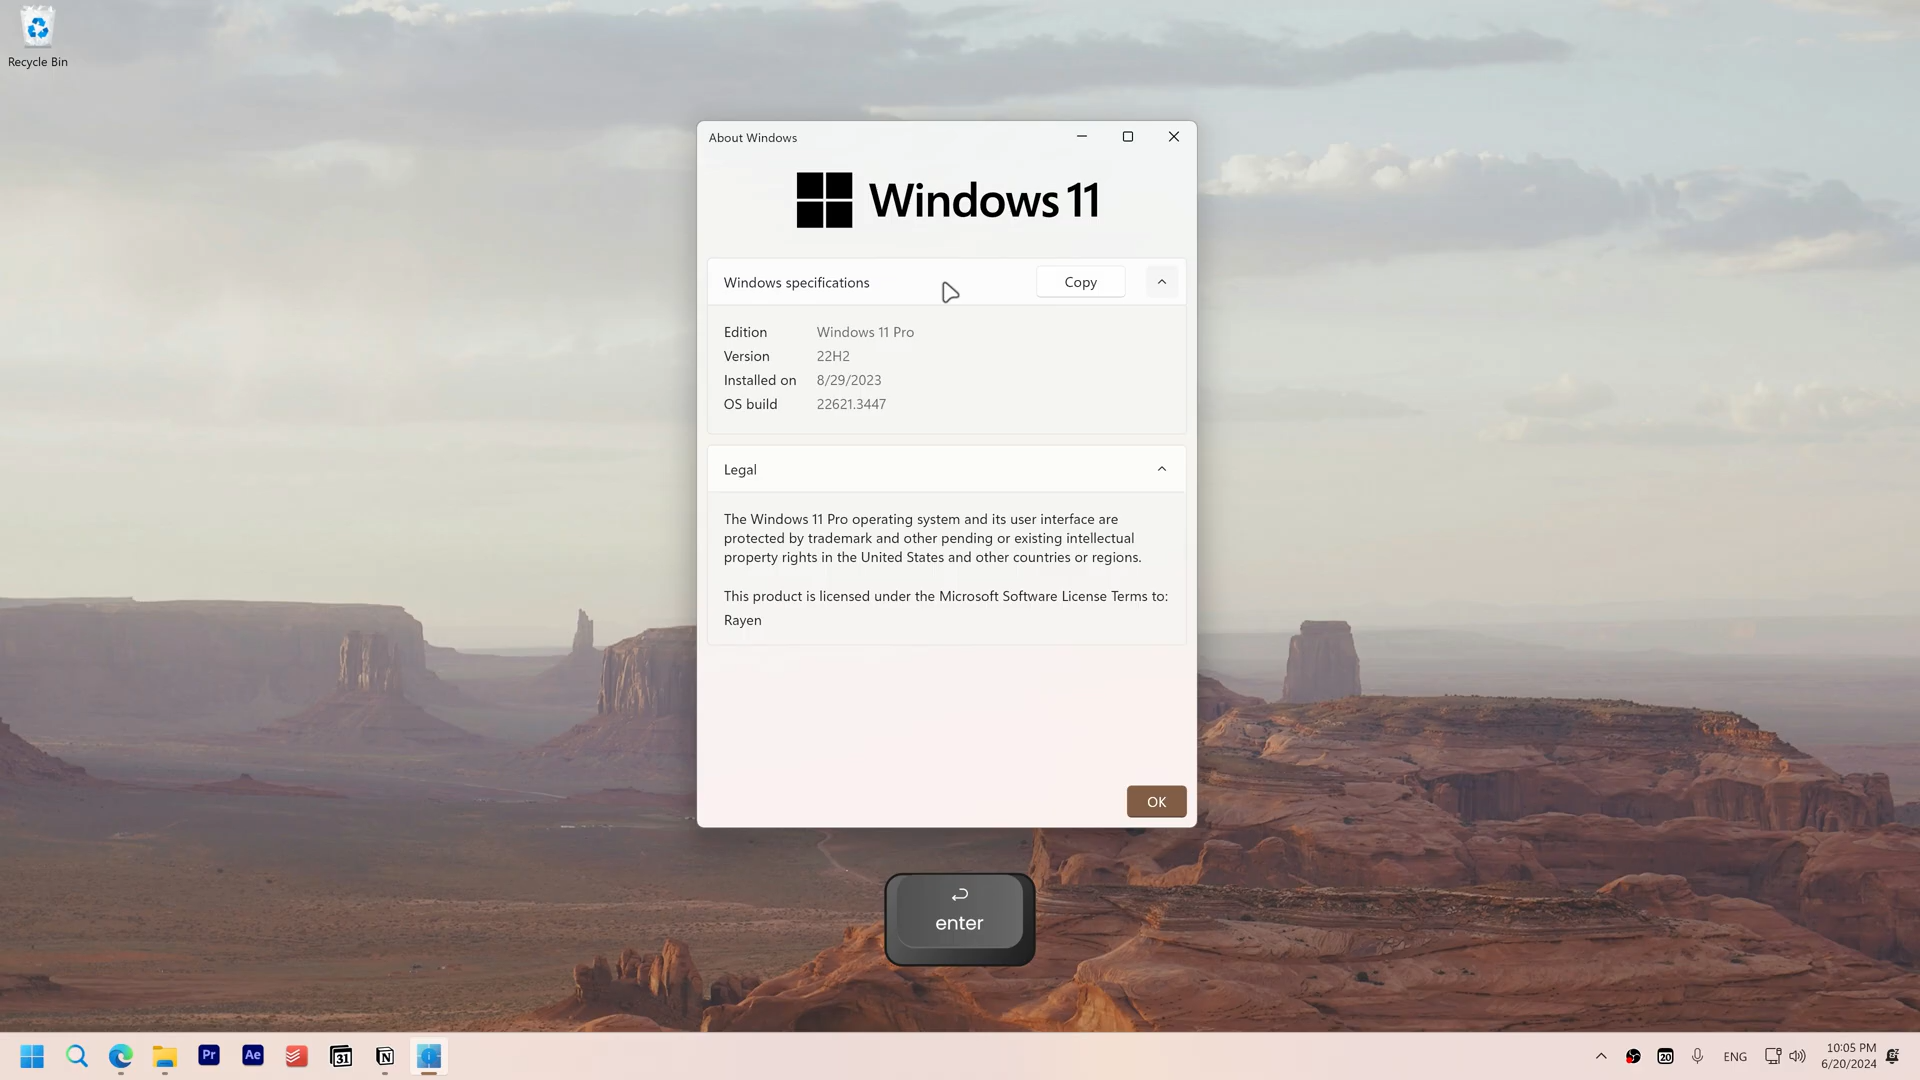 Recycle Bin
About Windows
Windows 11
Windows specifications
Copy
Edition Windows 11 Pro
Version 22H2
Installed on 8/29/2023
OS build 22621.3447
Legal
The Windows 11 Pro operating system and its user interface are
protected by trademark and other pending or existing intellectual
property rights in the United States and other countries or regions.
This product is licensed under the Microsoft Software License Terms to:
Rayen
OK
enter
Pr
Ae
31
N
20
ENG
10:05 PM
6/20/2024